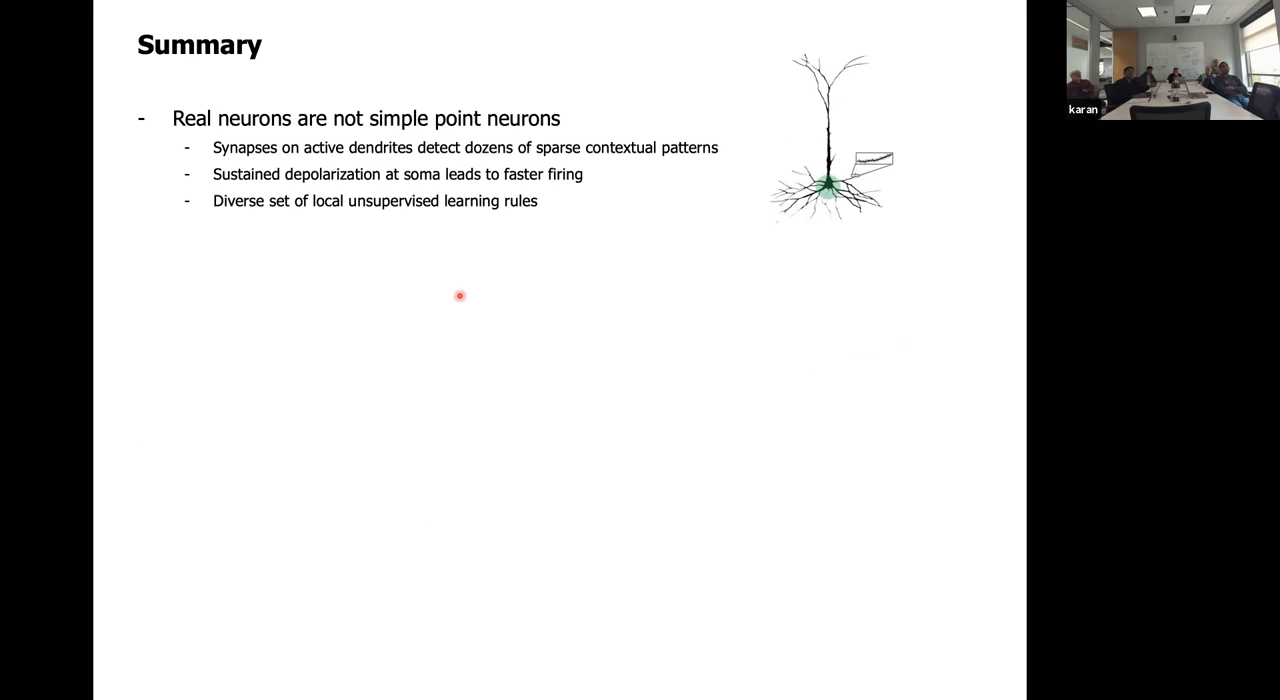 Summary
- Real neurons are not simple point neurons
- Synapses on active dendrites detect dozens of sparse contextual patterns
- Sustained depolarization at soma leads to faster firing
- Diverse set of local unsupervised learning rules
karan